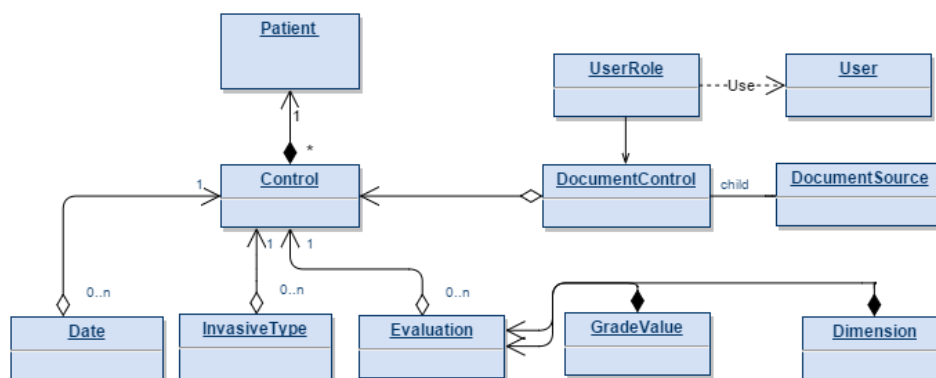 Patient
UserRole
User
Use
1
*
Control
DocumentControl
child
DocumentSource
1
1
1
0..n
0..n
0..n
Date
InvasiveType
Evaluation
GradeValue
Dimension